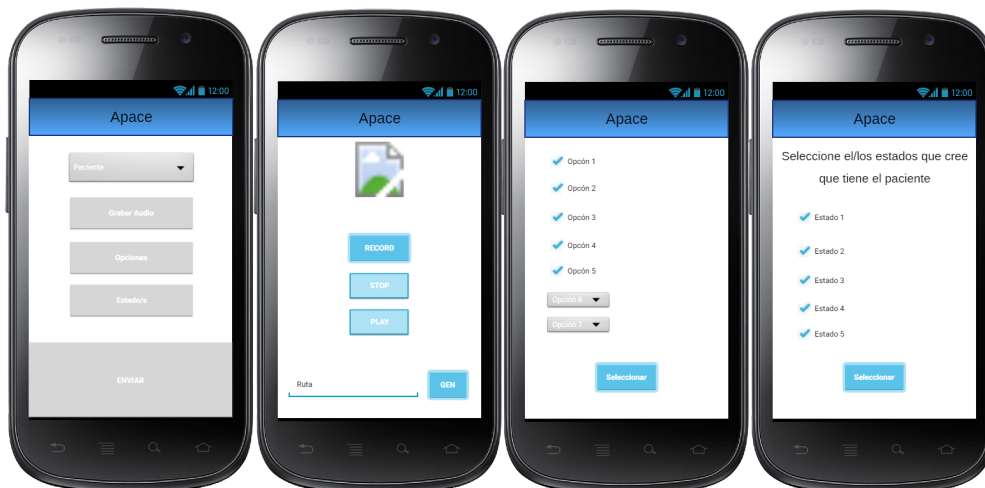 12:00
Apace
Paciente
Grabar Audio
Opciones
Estado/s
ENVIAR
12:00
Apace
RECORD
STOP
PLAY
Ruta
GEN
12:00
Apace
Opcón 1
Opcón 2
Opcón 3
Opcón 4
Opcón 5
Opción 6
Opción 7
Seleccionar
12:00
Apace
Seleccione el/los estados que cree
que tiene el paciente
Estado 1
Estado 2
Estado 3
Estado 4
Estado 5
Seleccionar